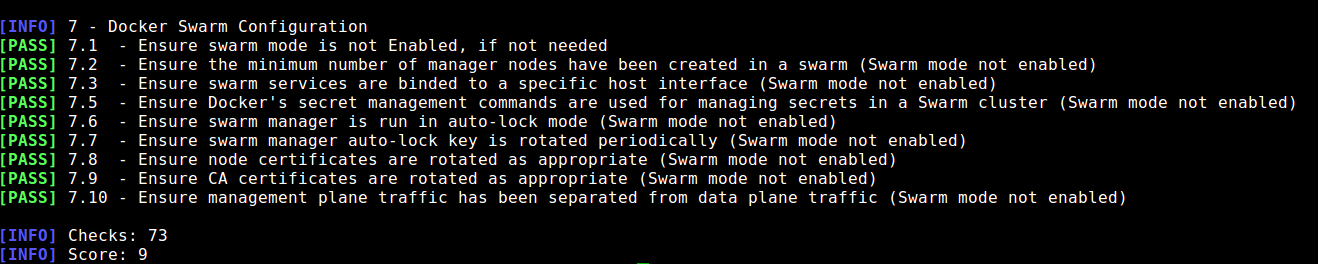 [INFO] 7 - Docker Swarm Configuration
[PASS] 7.1  - Ensure swarm mode is not Enabled, if not needed
[PASS] 7.2  - Ensure the minimum number of manager nodes have been created in a swarm (Swarm mode not enabled)
[PASS] 7.3  - Ensure swarm services are binded to a specific host interface (Swarm mode not enabled)
[PASS] 7.5  - Ensure Docker's secret management commands are used for managing secrets in a Swarm cluster (Swarm mode not enabled)
[PASS] 7.6  - Ensure swarm manager is run in auto-lock mode (Swarm mode not enabled)
[PASS] 7.7  - Ensure swarm manager auto-lock key is rotated periodically (Swarm mode not enabled)
[PASS] 7.8  - Ensure node certificates are rotated as appropriate (Swarm mode not enabled)
[PASS] 7.9  - Ensure CA certificates are rotated as appropriate (Swarm mode not enabled)
[PASS] 7.10 - Ensure management plane traffic has been separated from data plane traffic (Swarm mode not enabled)
[INFO] Checks: 73
[INFO] Score: 9